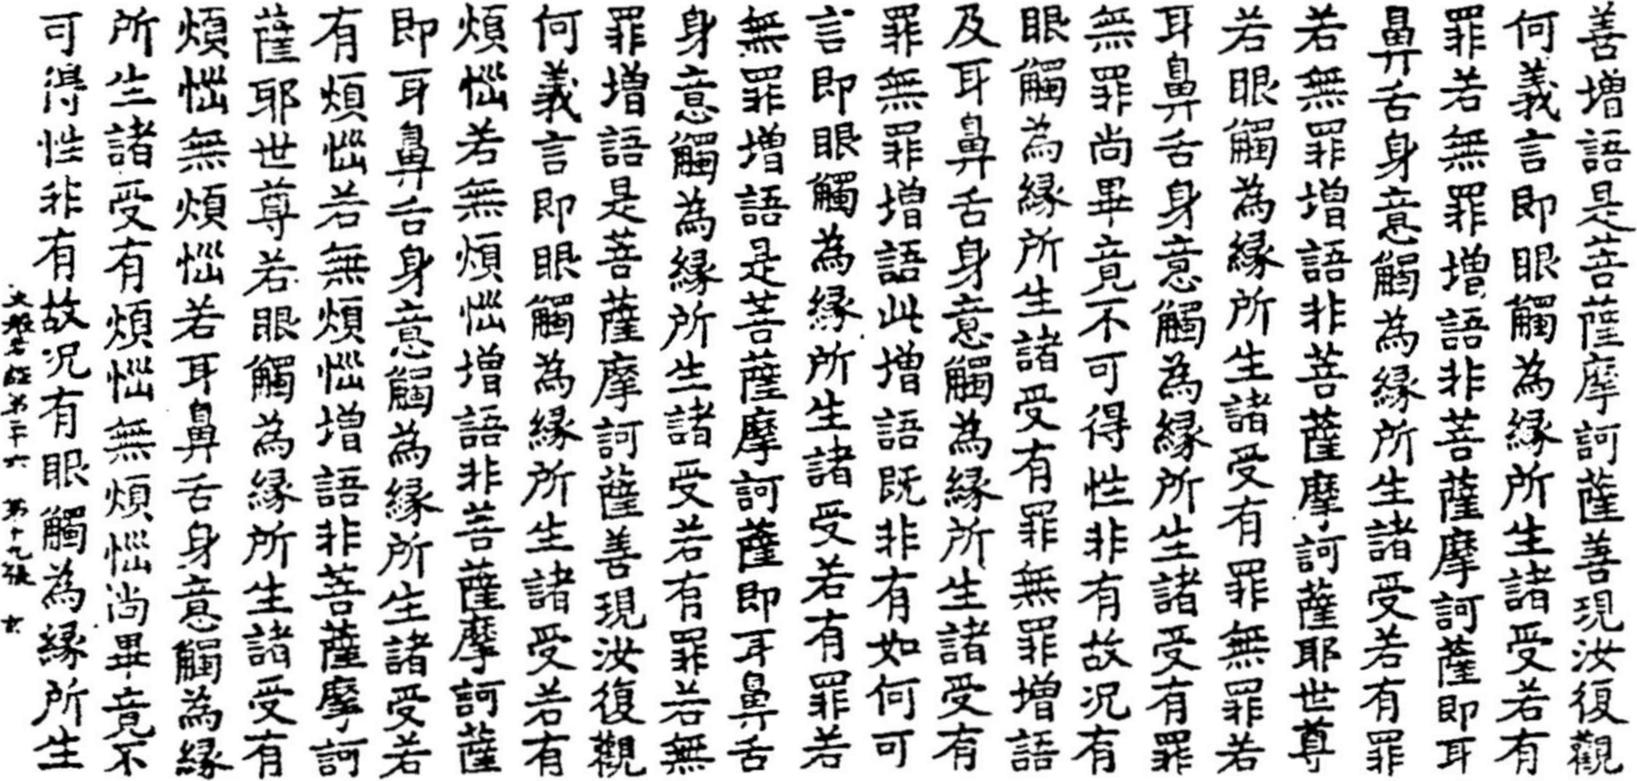 善增語是菩薩摩訶薩善現汝復觀
何義言即眼觸為緣所生諸受若有
罪若無罪增語非菩薩摩訶薩即耳
鼻舌身意觸為緣所生諸受若有罪
若無罪增語非菩薩摩訶薩耶世尊
若眼觸為緣所生諸受有罪無罪若
耳鼻舌身意觸為緣所生諸受有罪
無罪尚畢竟不可得性非有故況有
眼觸為緣所生諸受有罪無罪增語
及耳鼻舌身意觸為緣所生諸受有
罪無罪增語此增語既非有如何可
言即眼觸為緣所生諸受若有罪若
無罪增語是菩薩摩訶薩即耳鼻舌
身意觸為緣所生諸受若有罪若無
罪增語是菩薩摩訶薩善現汝復觀
何義言即眼觸為緣所生諸受若有
煩惱若無煩惱增語非菩薩摩訶薩
即耳鼻舌身意觸為緣所生諸受若
有煩惱若無煩惱增語非菩薩摩訶
薩耶世尊若眼觸為緣所生諸受有
煩惱無煩惱若耳鼻舌身意觸為緣
所生諸受有煩惱無煩惱尚畢竟不
可得性非有故況有眼觸為緣所生
大般若經第二十六 第十九張